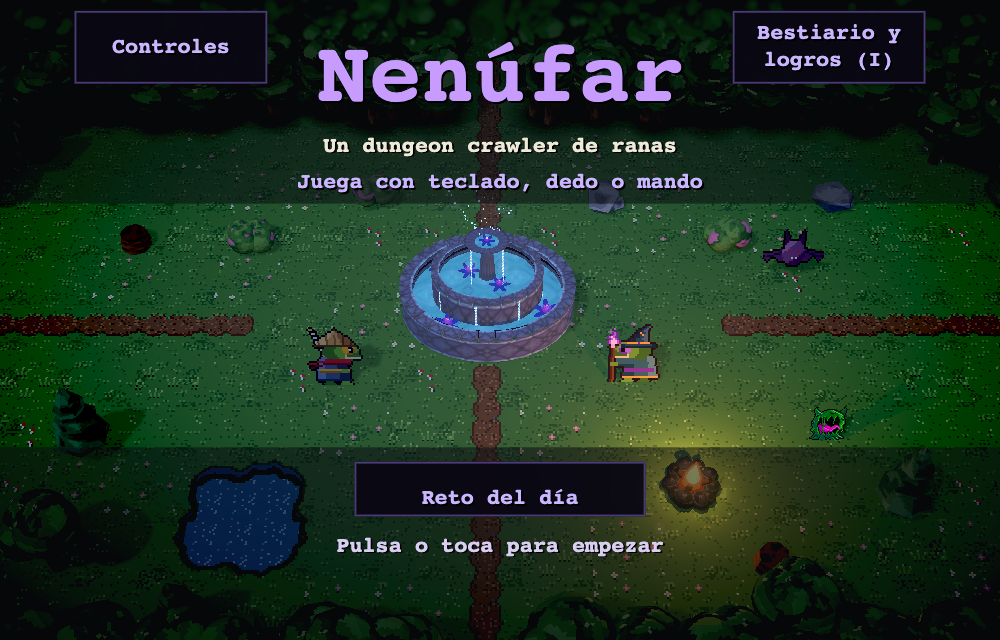 Controles
Bestiario y
logros (I)
Nenúfar
Un dungeon crawler de ranas
Juega con teclado, dedo o mando
Reto del día
Pulsa o toca para empezar